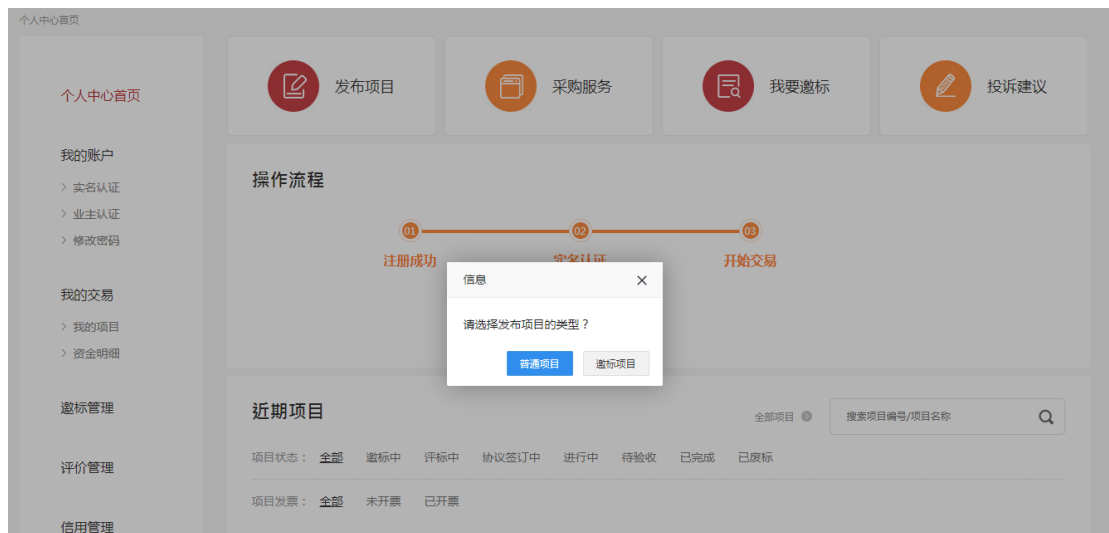 个人中心首页
发布项目
采购服务
我要邀标
投诉建议
个人中心首页
我的账户
> 实名认证
> 业主认证
> 修改密码
我的交易
> 我的项目
> 资金明细
邀标管理
评价管理
信用管理
操作流程
01
02
03
注册成功
实名认证
开始交易
信息
请选择发布项目的类型？
普通项目
邀标项目
近期项目
全部项目
搜索项目编号/项目名称
项目状态： 全部 邀标中 评标中 协议签订中 进行中 待验收 已完成 已废标
项目发票： 全部 未开票 已开票